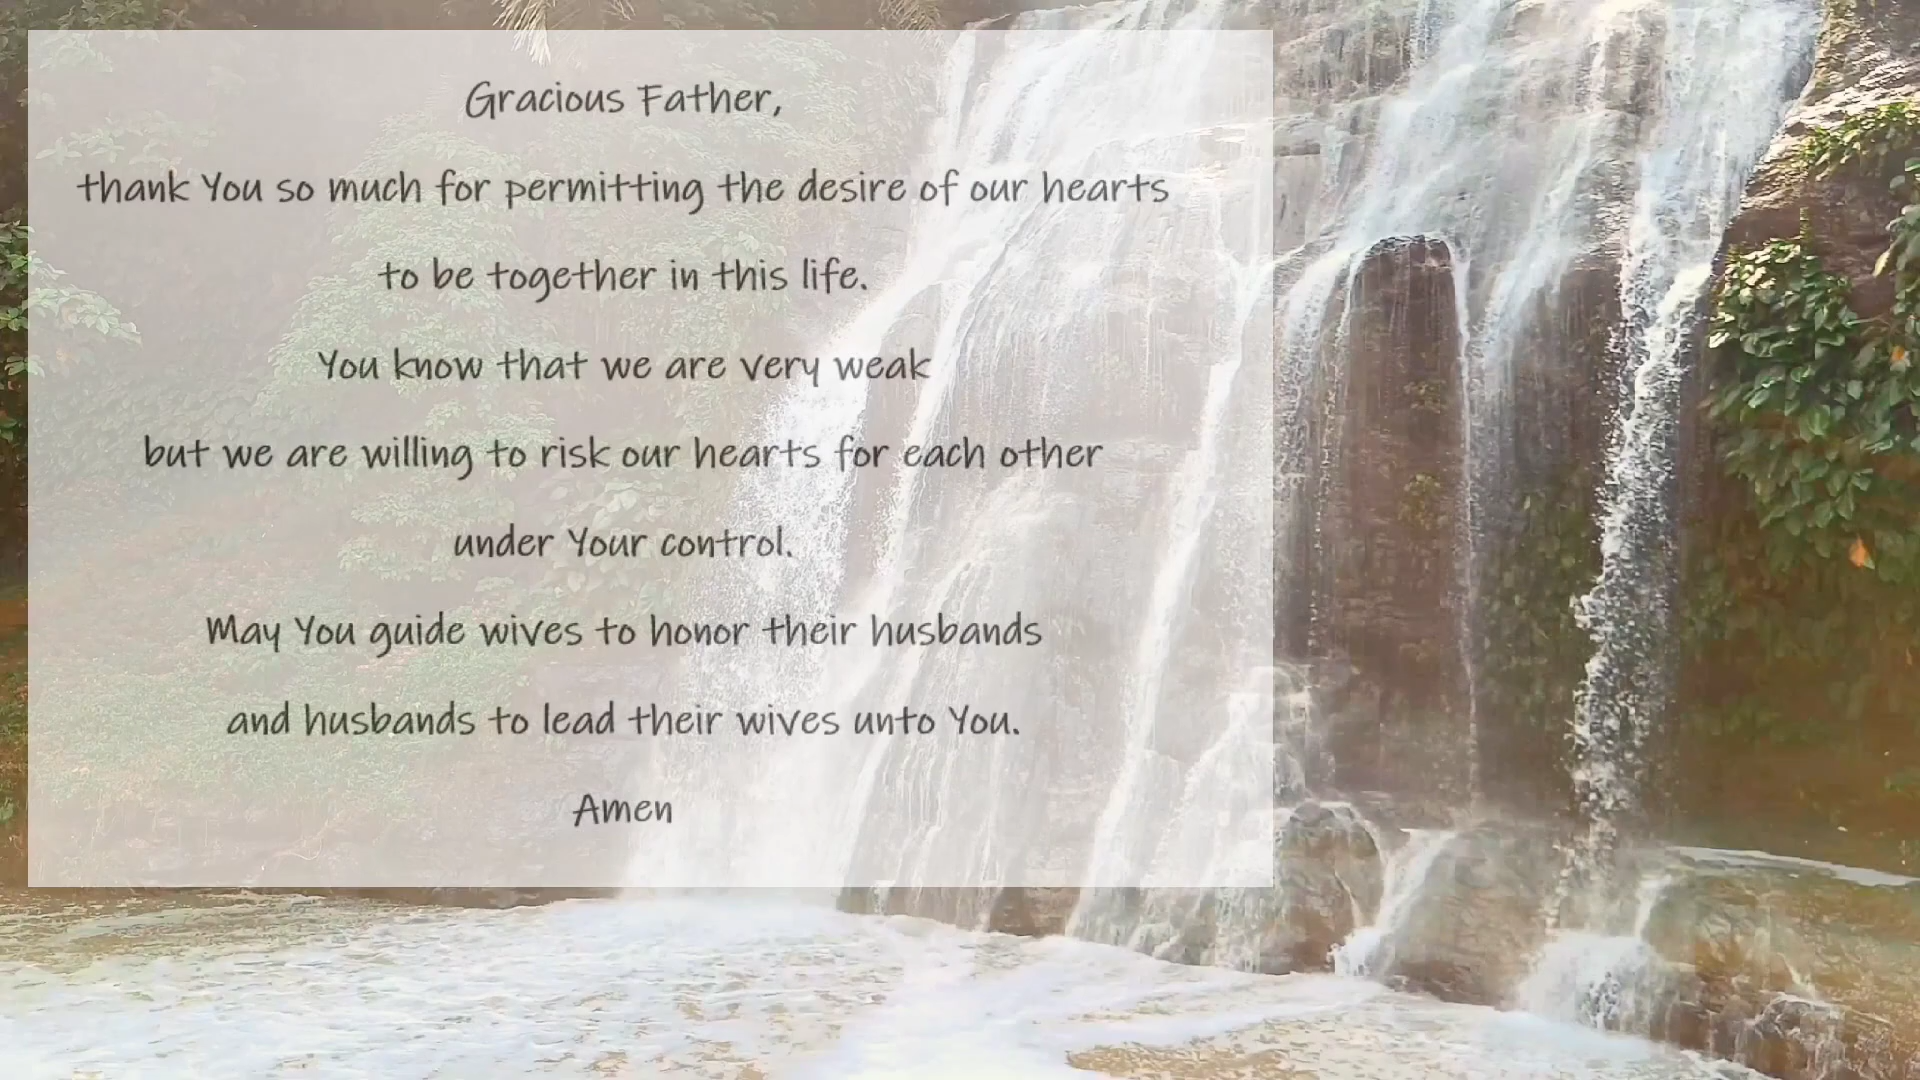 Gracious Father,
thank You so much for permitting the desire of our hearts
to be together in this life.
You know that we are very weak
but we are willing to risk our hearts for each other
under Your control.
May You guide wives to honor their husbands
and husbands to lead their wives unto You.
Amen